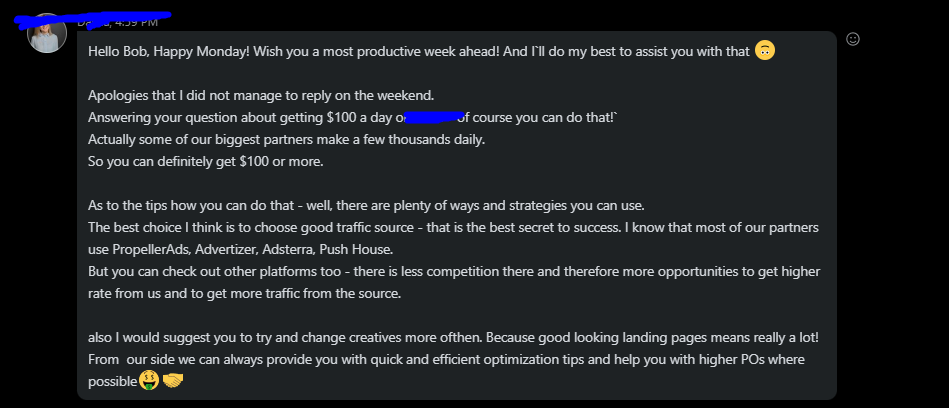 4:59 PM
Hello Bob, Happy Monday! Wish you a most productive week ahead! And I`ll do my best to assist you with that 🙃
Apologies that I did not manage to reply on the weekend.
Answering your question about getting $100 a day of course you can do that!`
Actually some of our biggest partners make a few thousands daily.
So you can definitely get $100 or more.
As to the tips how you can do that - well, there are plenty of ways and strategies you can use.
The best choice I think is to choose good traffic source - that is the best secret to success. I know that most of our partners
use PropellerAds, Advertizer, Adsterra, Push House.
But you can check out other platforms too - there is less competition there and therefore more opportunities to get higher
rate from us and to get more traffic from the source.
also I would suggest you to try and change creatives more ofthen. Because good looking landing pages means really a lot!
From our side we can always provide you with quick and efficient optimization tips and help you with higher POs where
possible🤑 🤝